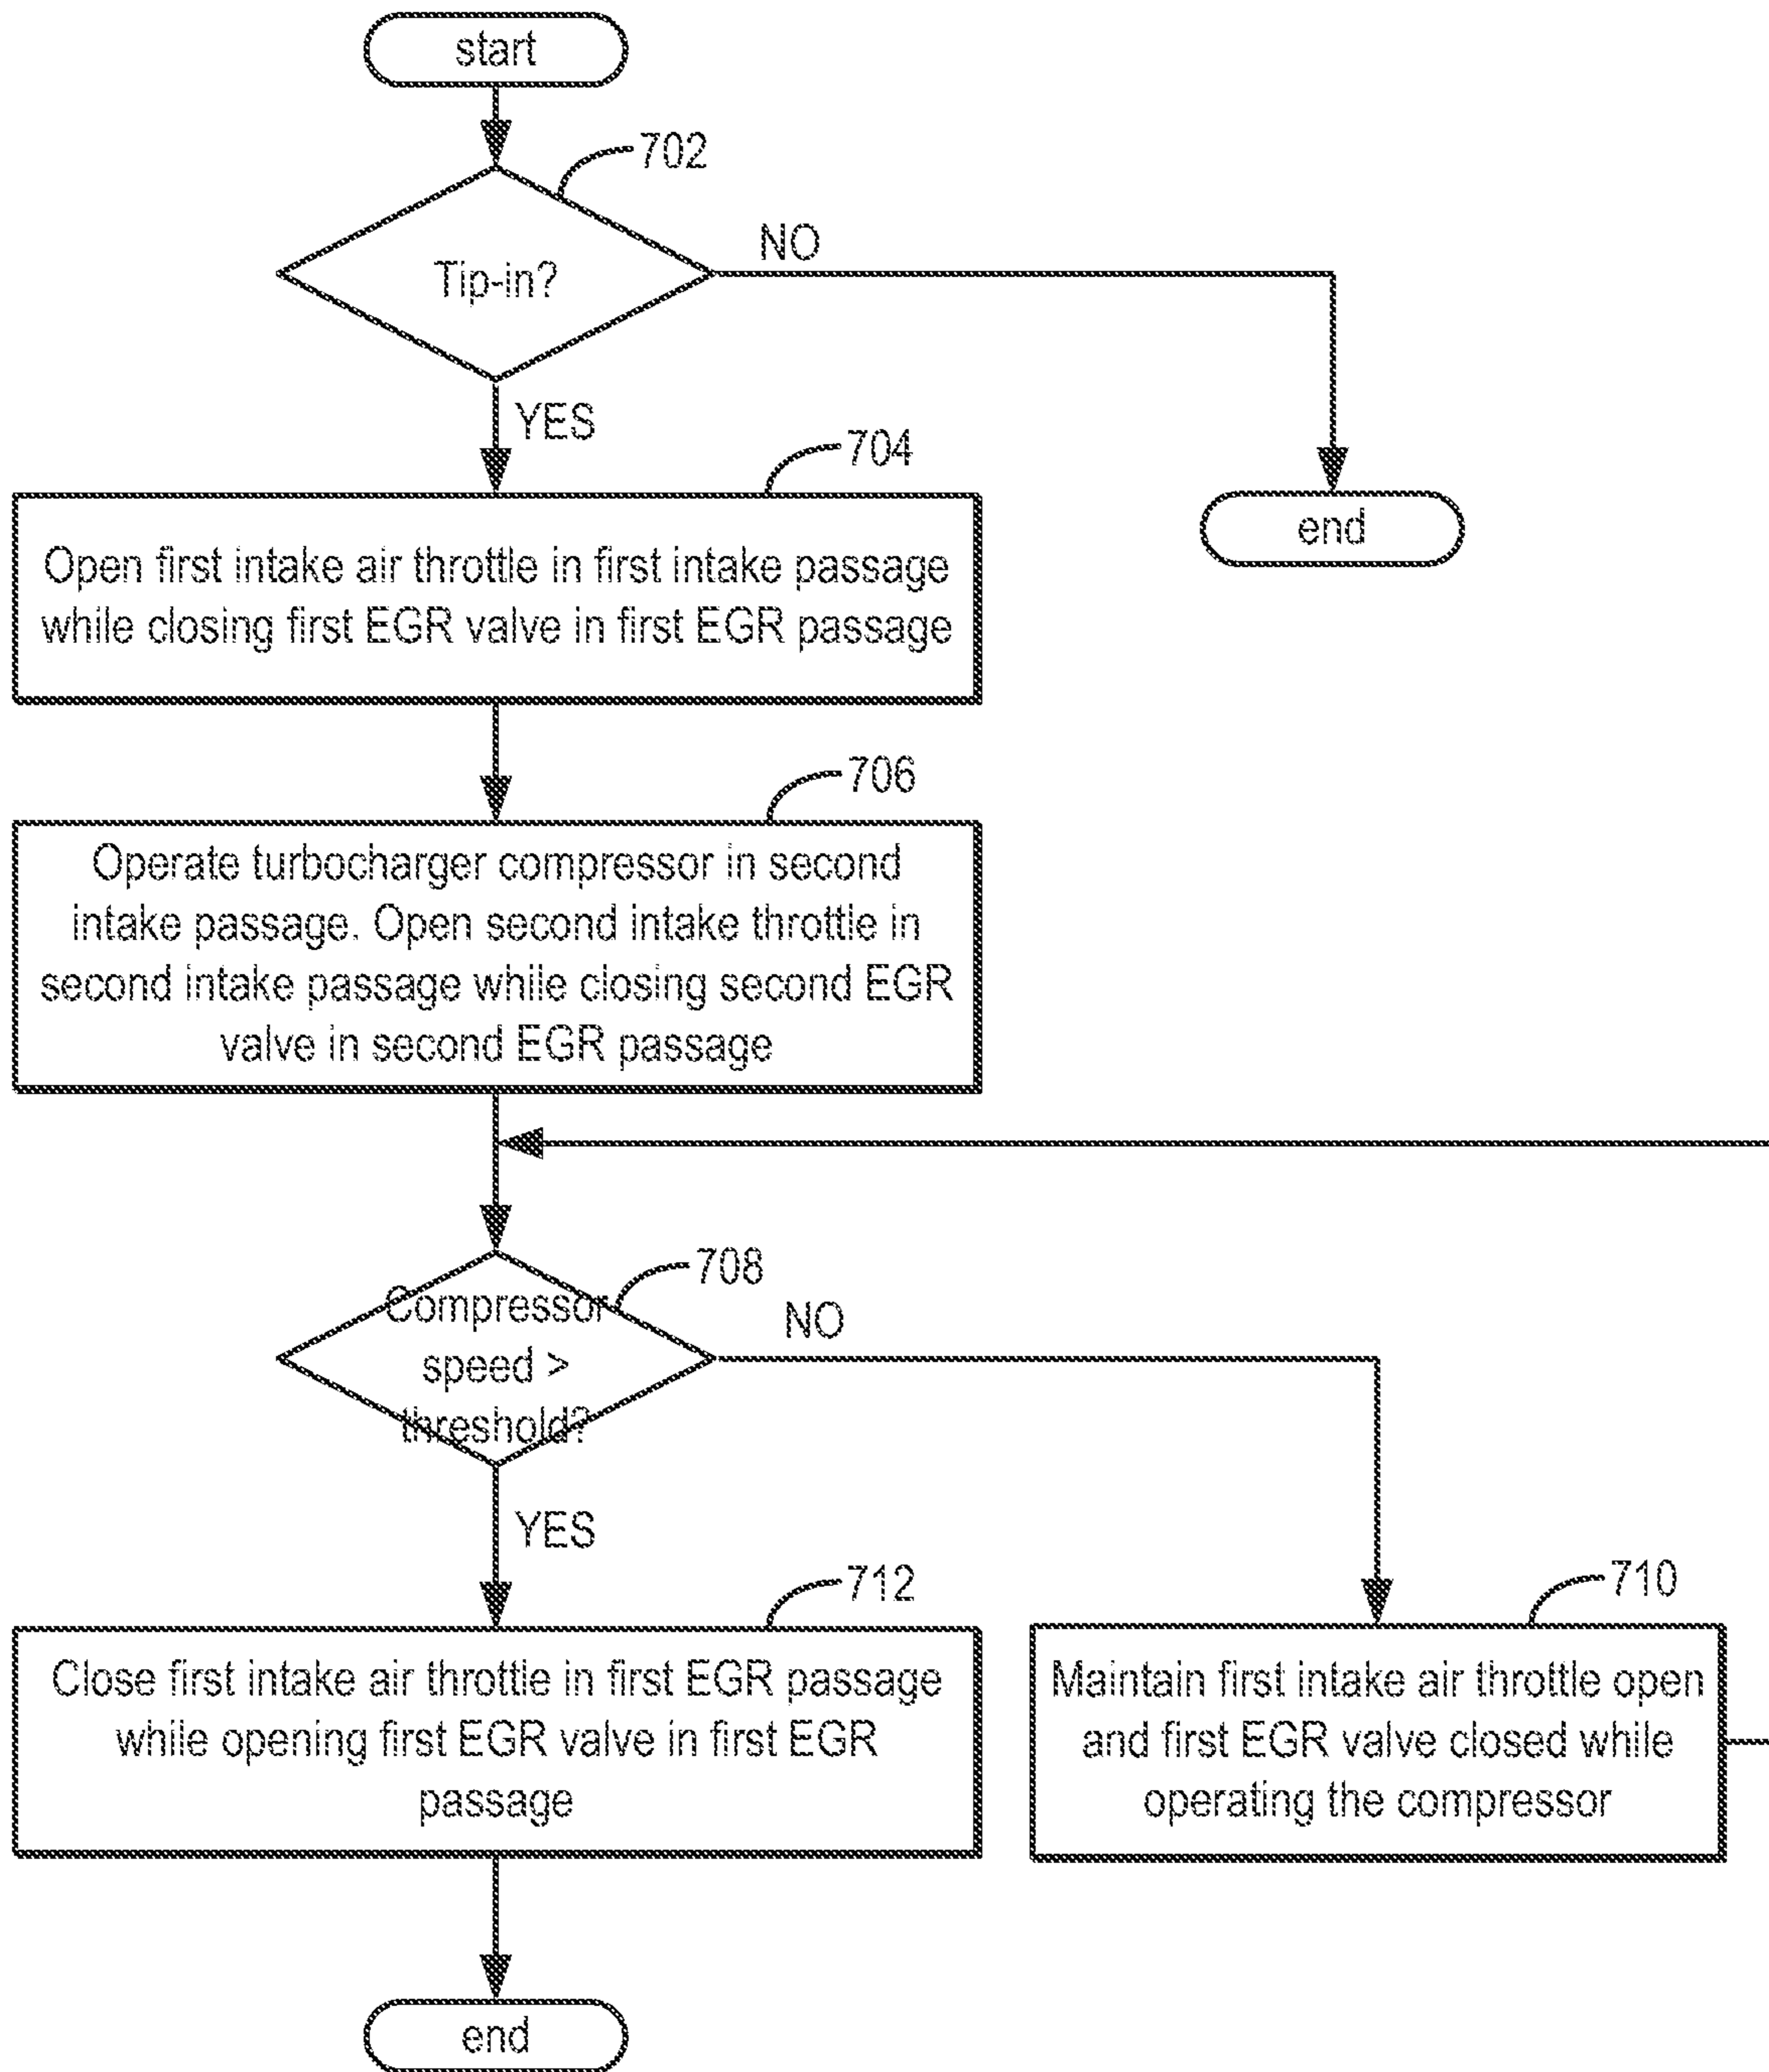 start
702
Tip-in?
NO
YES
704
Open first intake air throttle in first intake passage
while closing first EGR valve in first EGR passage
end
706
Operate turbocharger compressor in second
intake passage. Open second intake throttle in
second intake passage while closing second EGR
valve in second EGR passage
708
Compressor
speed >
threshold?
NO
YES
712
Close first intake air throttle in first EGR passage
while opening first EGR valve in first EGR
passage
710
Maintain first intake air throttle open
and first EGR valve closed while
operating the compressor
end